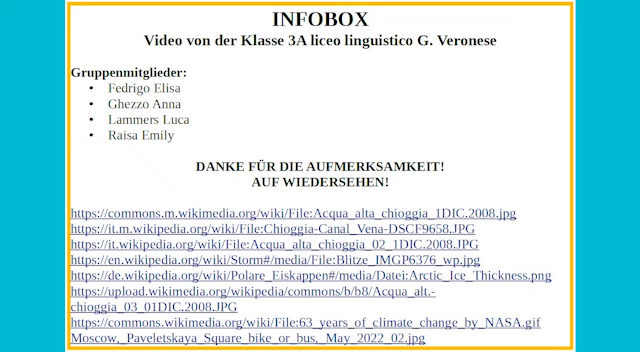 INFOBOX
Video von der Klasse 3A liceo linguistico G. Veronese
Gruppenmitglieder:
• Fedrigo Elisa
• Ghezzo Anna
• Lammers Luca
• Raisa Emily
DANKE FÜR DIE AUFMERKSAMKEIT!
AUF WIEDERSEHEN!
https://commons.m.wikimedia.org/wiki/File:Acqua_alta_chioggia_1DIC.2008.jpg
https://it.m.wikipedia.org/wiki/File:Chioggia-Canal_Vena-DSCF9658.JPG
https://it.wikipedia.org/wiki/File:Acqua_alta_chioggia_02_1DIC.2008.JPG
https://en.wikipedia.org/wiki/Storm#/media/File:Blitze_IMGP6376_wp.jpg
https://de.wikipedia.org/wiki/Polare_Eiskappen#/media/Datei:Arctic_Ice_Thickness.png
https://upload.wikimedia.org/wikipedia/commons/b/b8/Acqua_alt.-
chioggia_03_01DIC.2008.JPG
https://commons.wikimedia.org/wiki/File:63_years_of_climate_change_by_NASA.gif
Moscow,_Paveletskaya_Square_bike_or_bus,_May_2022_02.jpg